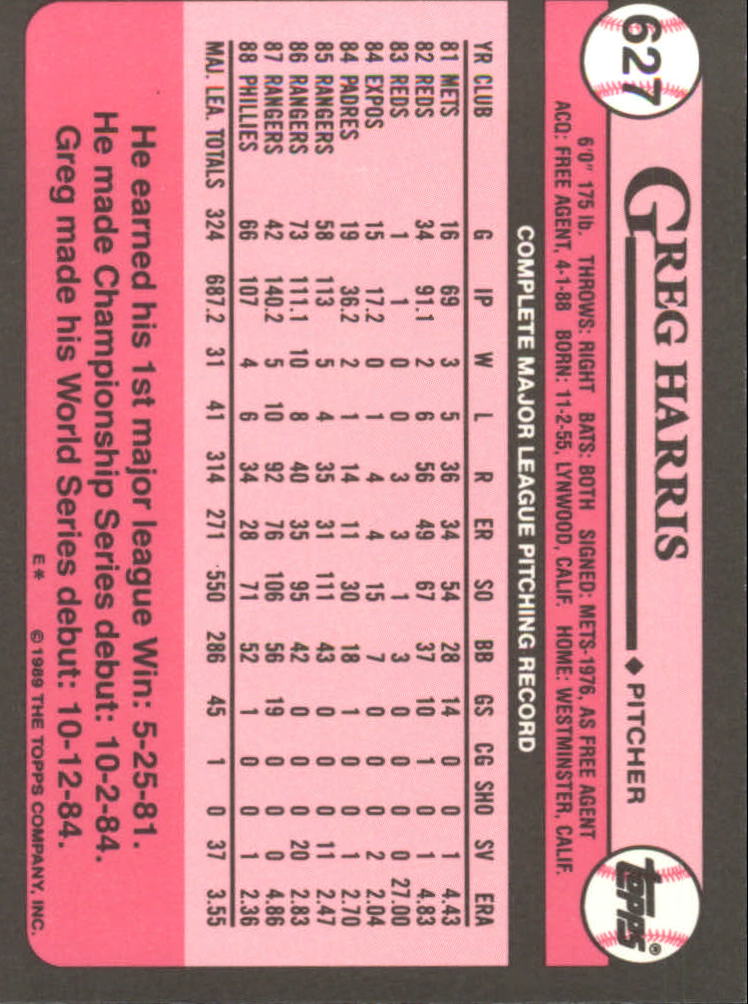 627
GREG HARRIS ◆ PITCHER
topps®
6'0" 175 lb. THROWS: RIGHT BATS: BOTH SIGNED: METS-1976, AS FREE AGENT
ACQ: FREE AGENT, 4-1-88 BORN: 11-2-55, LYNWOOD, CALIF. HOME: WESTMINSTER, CALIF.
COMPLETE MAJOR LEAGUE PITCHING RECORD
YR CLUB G IP W L R ER SO BB GS CG SHO SV ERA
81 METS 16 69 3 5 36 34 54 28 14 0 0 1 4.43
82 REDS 34 91.1 2 6 56 49 67 37 10 1 0 1 4.83
83 REDS 1 1 0 0 3 3 1 3 0 0 0 0 27.00
84 EXPOS 15 17.2 0 1 4 4 15 7 0 0 0 2 2.04
84 PADRES 19 36.2 2 1 14 11 30 18 1 0 0 1 2.70
85 RANGERS 58 113 5 4 35 31 111 43 0 0 0 11 2.47
86 RANGERS 73 111.1 10 8 40 35 95 42 0 0 0 20 2.83
87 RANGERS 42 140.2 5 10 92 76 106 56 19 0 0 0 4.86
88 PHILLIES 66 107 4 6 34 28 71 52 1 0 0 1 2.36
MAJ. LEA. TOTALS 324 687.2 31 41 314 271 550 286 45 1 0 37 3.55
He earned his 1st major league Win: 5-25-81.
He made Championship Series debut: 10-2-84.
Greg made his World Series debut: 10-12-84.
E* © 1989 THE TOPPS COMPANY, INC.